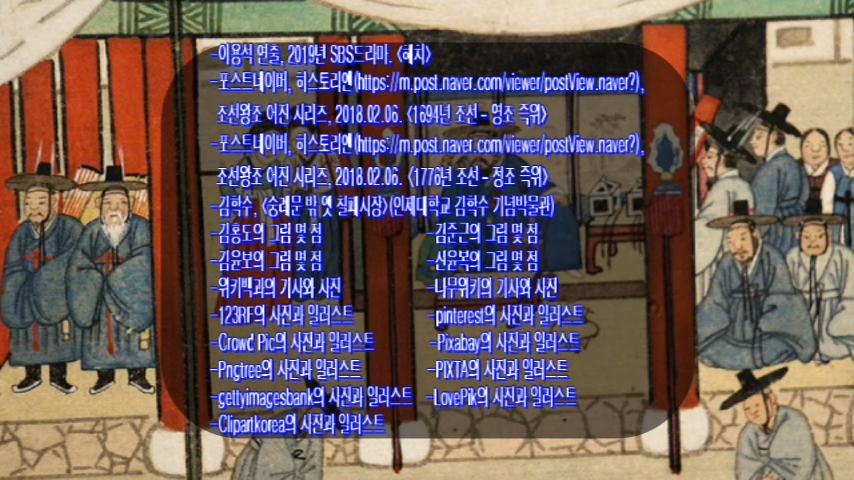 -이용석 연출, 2019년 SBS드라마. <해치>
-포스트네이버, 히스토리엔(https://m.post.naver.com/viewer/postView.naver?),
조선왕조 어진 시리즈, 2018.02.06. <1694년 조선 - 영조 즉위>
-포스트네이버, 히스토리엔(https://m.post.naver.com/viewer/postView.naver?),
조선왕조 어진 시리즈, 2018.02.06. <1776년 조선 - 정조 즉위>
-김학수, <숭례문 밖 옛 칠패시장>(인제대학교 김학수 기념박물관)
-김홍도의 그림 몇 점 -김준근의 그림 몇 점
-김윤보의 그림 몇 점 -신윤복의 그림 몇 점
-위키백과의 기사와 사진 -나무위키의 기사와 사진
-123RF의 사진과 일러스트 -pinterest의 사진과 일러스트
-Crowd Pic의 사진과 일러스트 -Pixabay의 사진과 일러스트
-Pngtree의 사진과 일러스트 -PIXTA의 사진과 일러스트
-gettyimagesbank의 사진과 일러스트 -LovePik의 사진과 일러스트
-Clipartkorea의 사진과 일러스트